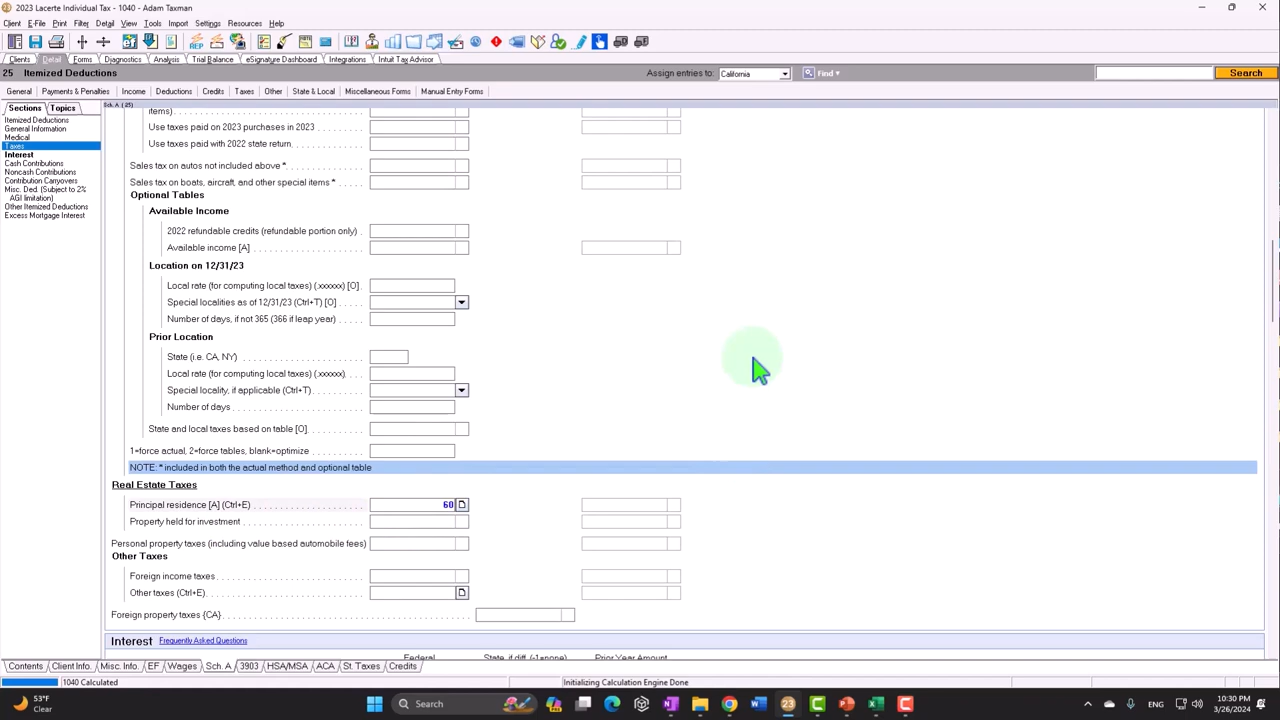 2023 Lacerte Individual Tax - 1040 - Adam Taxman
Client E-File Print Filter Detail View Tools Import Settings Resources Help
Clients Detail Forms Diagnostics Analysis Trial Balance eSignature Dashboard Integrations Intuit Tax Advisor
25 Itemized Deductions Assign entries to: California Find Search
General Payments & Penalties Income Deductions Credits Taxes Other State & Local Miscellaneous Forms Manual Entry Forms
Sections Topics
Sch. A (25)
Itemized Deductions
General Information
Medical
Taxes
Interest
Cash Contributions
Noncash Contributions
Contribution Carryovers
Misc. Ded. (Subject to 2%
AGI limitation)
Other Itemized Deductions
Excess Mortgage Interest
items)
Use taxes paid on 2023 purchases in 2023
Use taxes paid with 2022 state return
Sales tax on autos not included above *
Sales tax on boats, aircraft, and other special items *
Optional Tables
Available Income
2022 refundable credits (refundable portion only)
Available income [A]
Location on 12/31/23
Local rate (for computing local taxes) (.xxxxxx) [O]
Special localities as of 12/31/23 (Ctrl+T) [O]
Number of days, if not 365 (366 if leap year)
Prior Location
State (i.e. CA, NY)
Local rate (for computing local taxes) (.xxxxxx)
Special locality, if applicable (Ctrl+T)
Number of days
State and local taxes based on table [O]
1=force actual, 2=force tables, blank=optimize
NOTE: * included in both the actual method and optional table
Real Estate Taxes
Principal residence [A] (Ctrl+E) 60
Property held for investment
Personal property taxes (including value based automobile fees)
Other Taxes
Foreign income taxes
Other taxes (Ctrl+E)
Foreign property taxes {CA}
Interest Frequently Asked Questions
Federal State, if diff. (-1=none) Prior Year Amount
Contents Client Info. Misc. Info. EF Wages Sch. A 3903 HSA/MSA ACA St. Taxes Credits
1040 Calculated Initializing Calculation Engine Done
53°F
Clear
Search
23
10:30 PM
3/26/2024